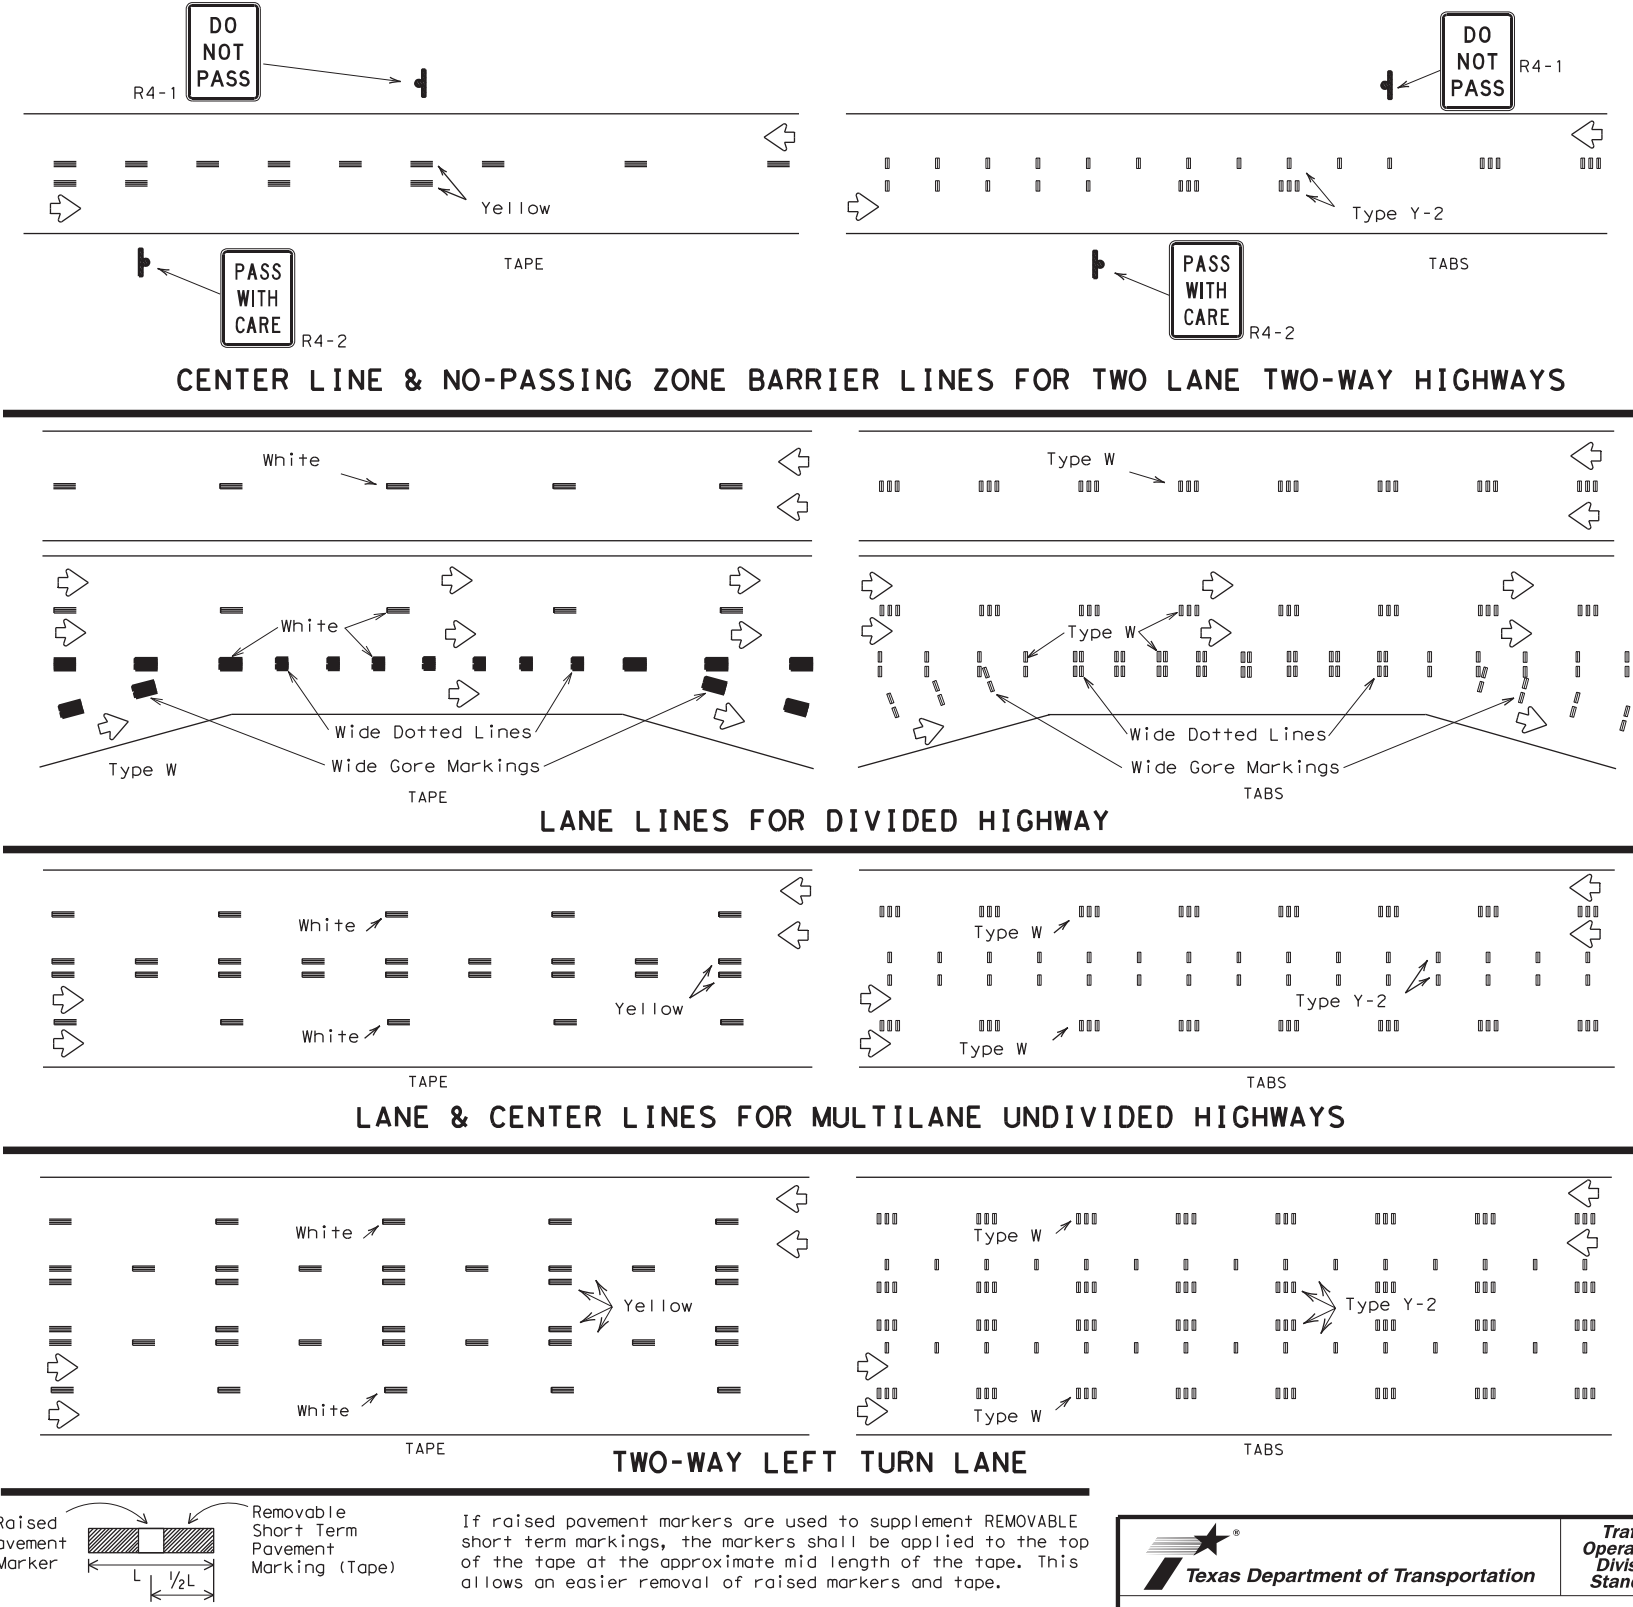 DO
NOT
PASS
R4-1
DO
NOT
PASS
R4-1
Yellow
Type Y-2
TAPE
TABS
PASS
WITH
CARE
R4-2
PASS
WITH
CARE
R4-2
CENTER LINE & NO-PASSING ZONE BARRIER LINES FOR TWO LANE TWO-WAY HIGHWAYS
White
Type W
White
Type W
Wide Dotted Lines
Wide Dotted Lines
Type W
Wide Gore Markings
Wide Gore Markings
TAPE
TABS
LANE LINES FOR DIVIDED HIGHWAY
White
Type W
Yellow
Type Y-2
White
Type W
TAPE
TABS
LANE & CENTER LINES FOR MULTILANE UNDIVIDED HIGHWAYS
White
Type W
Yellow
Type Y-2
White
Type W
TAPE
TABS
TWO-WAY LEFT TURN LANE
Raised
Pavement
Marker
Removable
Short Term
Pavement
Marking (Tape)
L
½L
If raised pavement markers are used to supplement REMOVABLE
short term markings, the markers shall be applied to the top
of the tape at the approximate mid length of the tape. This
allows an easier removal of raised markers and tape.
®
Texas Department of Transportation